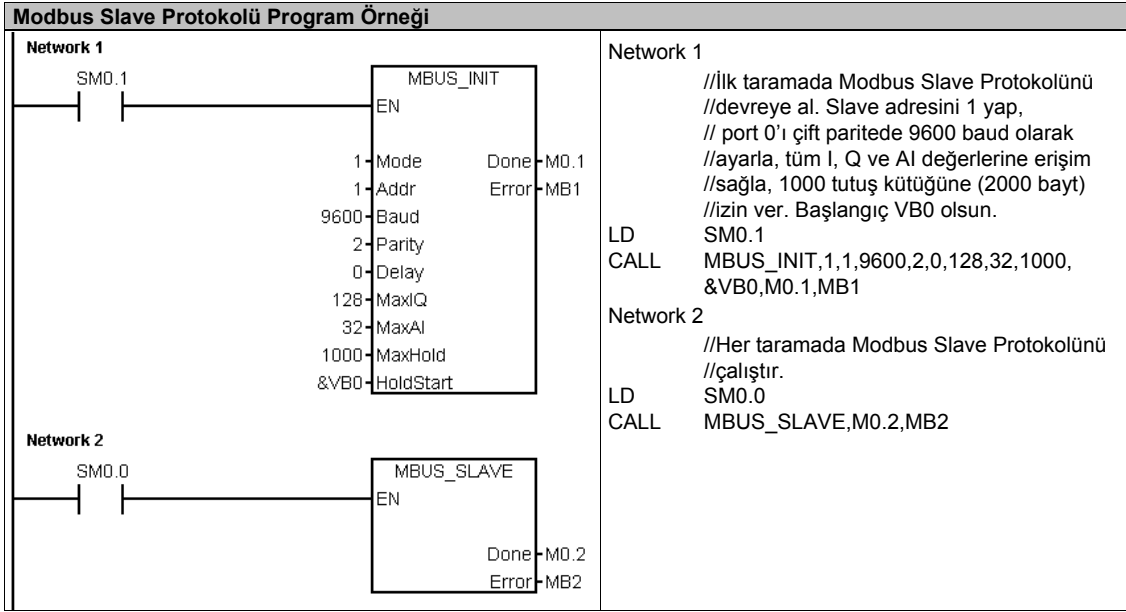 Modbus Slave Protokolü Program Örneği
Network 1
SM0.1
MBUS_INIT
EN
1 Mode Done M0.1
1 Addr Error MB1
9600 Baud
2 Parity
0 Delay
128 MaxIQ
32 MaxAI
1000 MaxHold
&VB0 HoldStart
Network 2
SM0.0
MBUS_SLAVE
EN
Done M0.2
Error MB2
Network 1
//İlk taramada Modbus Slave Protokolünü
//devreye al. Slave adresini 1 yap,
// port 0’ı çift paritede 9600 baud olarak
//ayarla, tüm I, Q ve AI değerlerine erişim
//sağla, 1000 tutuş kütüğüne (2000 bayt)
//izin ver. Başlangıç VB0 olsun.
LD SM0.1
CALL MBUS_INIT,1,1,9600,2,0,128,32,1000,
&VB0,M0.1,MB1
Network 2
//Her taramada Modbus Slave Protokolünü
//çalıştır.
LD SM0.0
CALL MBUS_SLAVE,M0.2,MB2